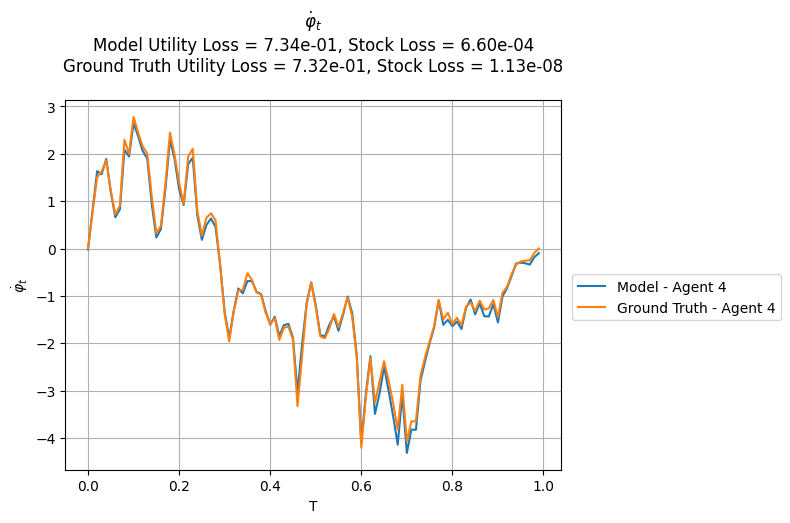 φ̇ₜ
Model Utility Loss = 7.34e-01, Stock Loss = 6.60e-04
Ground Truth Utility Loss = 7.32e-01, Stock Loss = 1.13e-08
3
2
1
0
−1
−2
−3
−4
φ̇ₜ
0.0 0.2 0.4 0.6 0.8 1.0
T
Model - Agent 4
Ground Truth - Agent 4